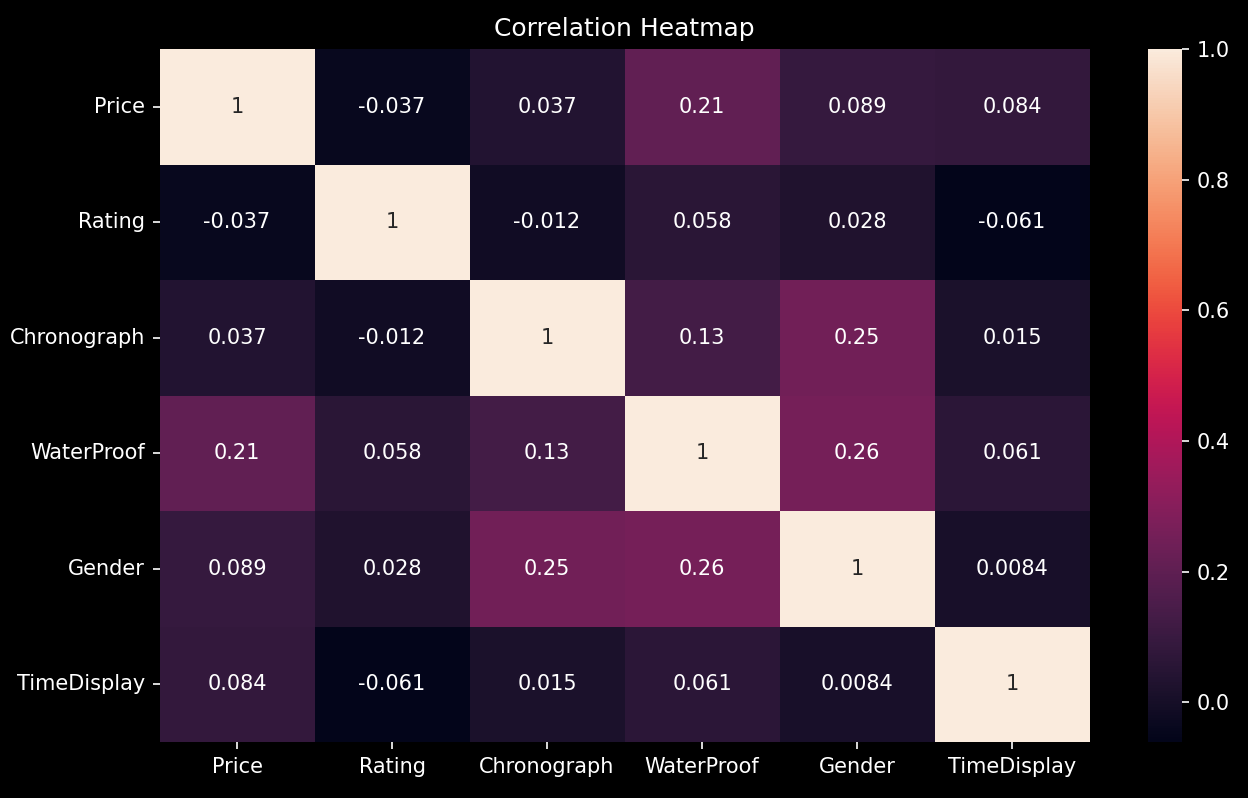 Correlation Heatmap
Price 1 -0.037 0.037 0.21 0.089 0.084
Rating -0.037 1 -0.012 0.058 0.028 -0.061
Chronograph 0.037 -0.012 1 0.13 0.25 0.015
WaterProof 0.21 0.058 0.13 1 0.26 0.061
Gender 0.089 0.028 0.25 0.26 1 0.0084
TimeDisplay 0.084 -0.061 0.015 0.061 0.0084 1
Price Rating Chronograph WaterProof Gender TimeDisplay
1.0
0.8
0.6
0.4
0.2
0.0